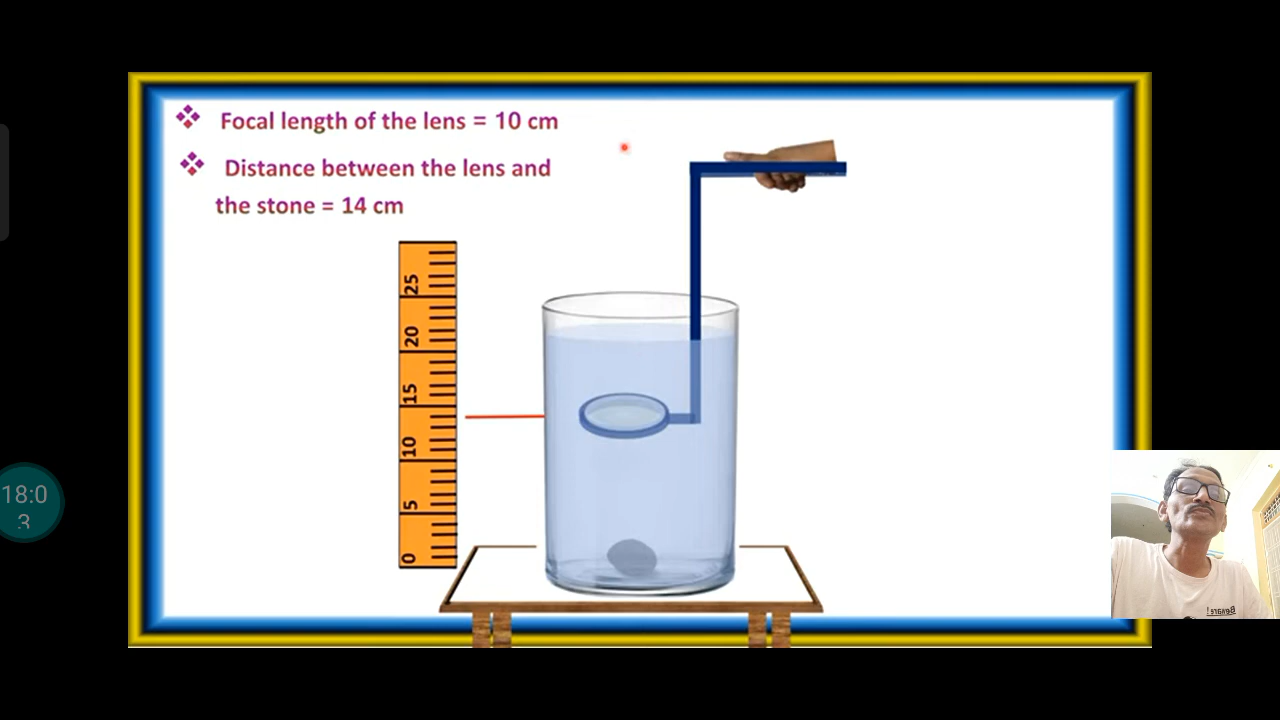 Focal length of the lens = 10 cm
Distance between the lens and
the stone = 14 cm
25
20
15
10
5
0
18:0
3
Beware !